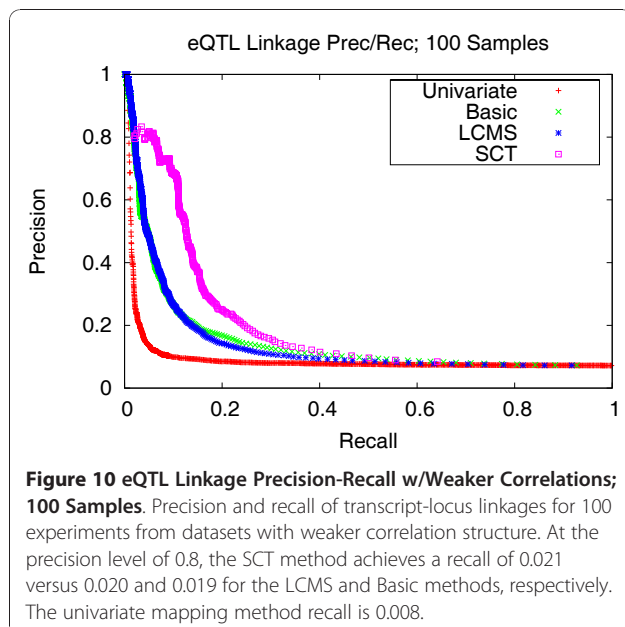 eQTL Linkage Prec/Rec; 100 Samples
1
0.8
0.6
0.4
0.2
0
Precision
Univariate
Basic
LCMS
SCT
0
0.2
0.4
0.6
0.8
1
Recall
Figure 10 eQTL Linkage Precision-Recall w/Weaker Correlations;
100 Samples. Precision and recall of transcript-locus linkages for 100
experiments from datasets with weaker correlation structure. At the
precision level of 0.8, the SCT method achieves a recall of 0.021
versus 0.020 and 0.019 for the LCMS and Basic methods, respectively.
The univariate mapping method recall is 0.008.